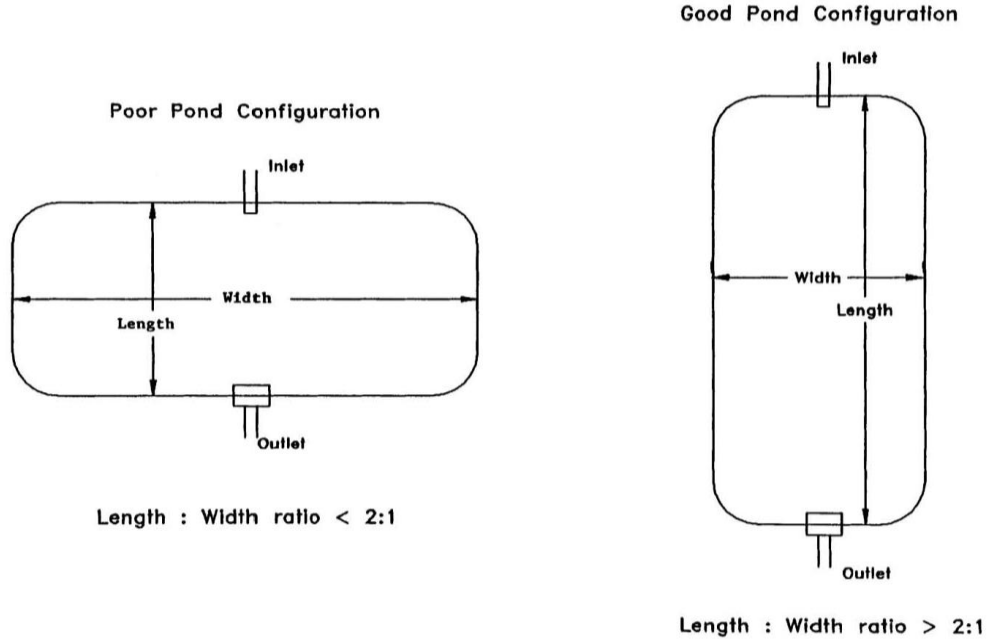 Poor Pond Configuration
Inlet
Width
Length
Outlet
Length : Width ratio < 2:1
Good Pond Configuration
Inlet
Width
Length
Outlet
Length : Width ratio > 2:1